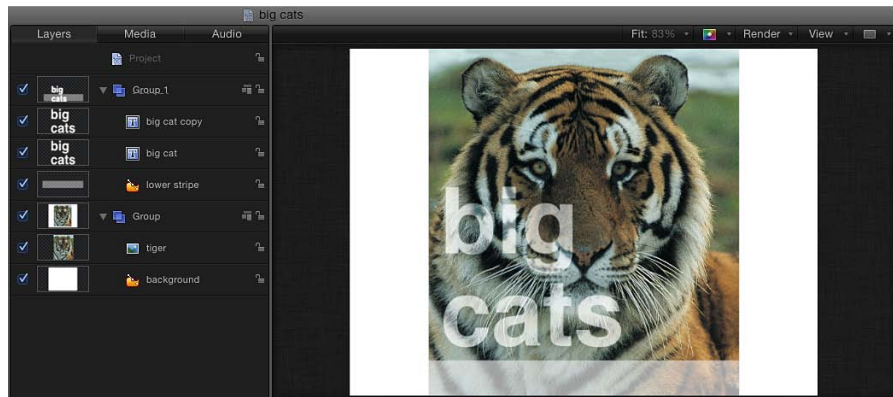 big cats
Layers Media Audio
Fit: 83% Render View
Project
big
cats
Group_1
big
cats
big cat copy
big
cats
big cat
lower stripe
Group
tiger
background
big
cats